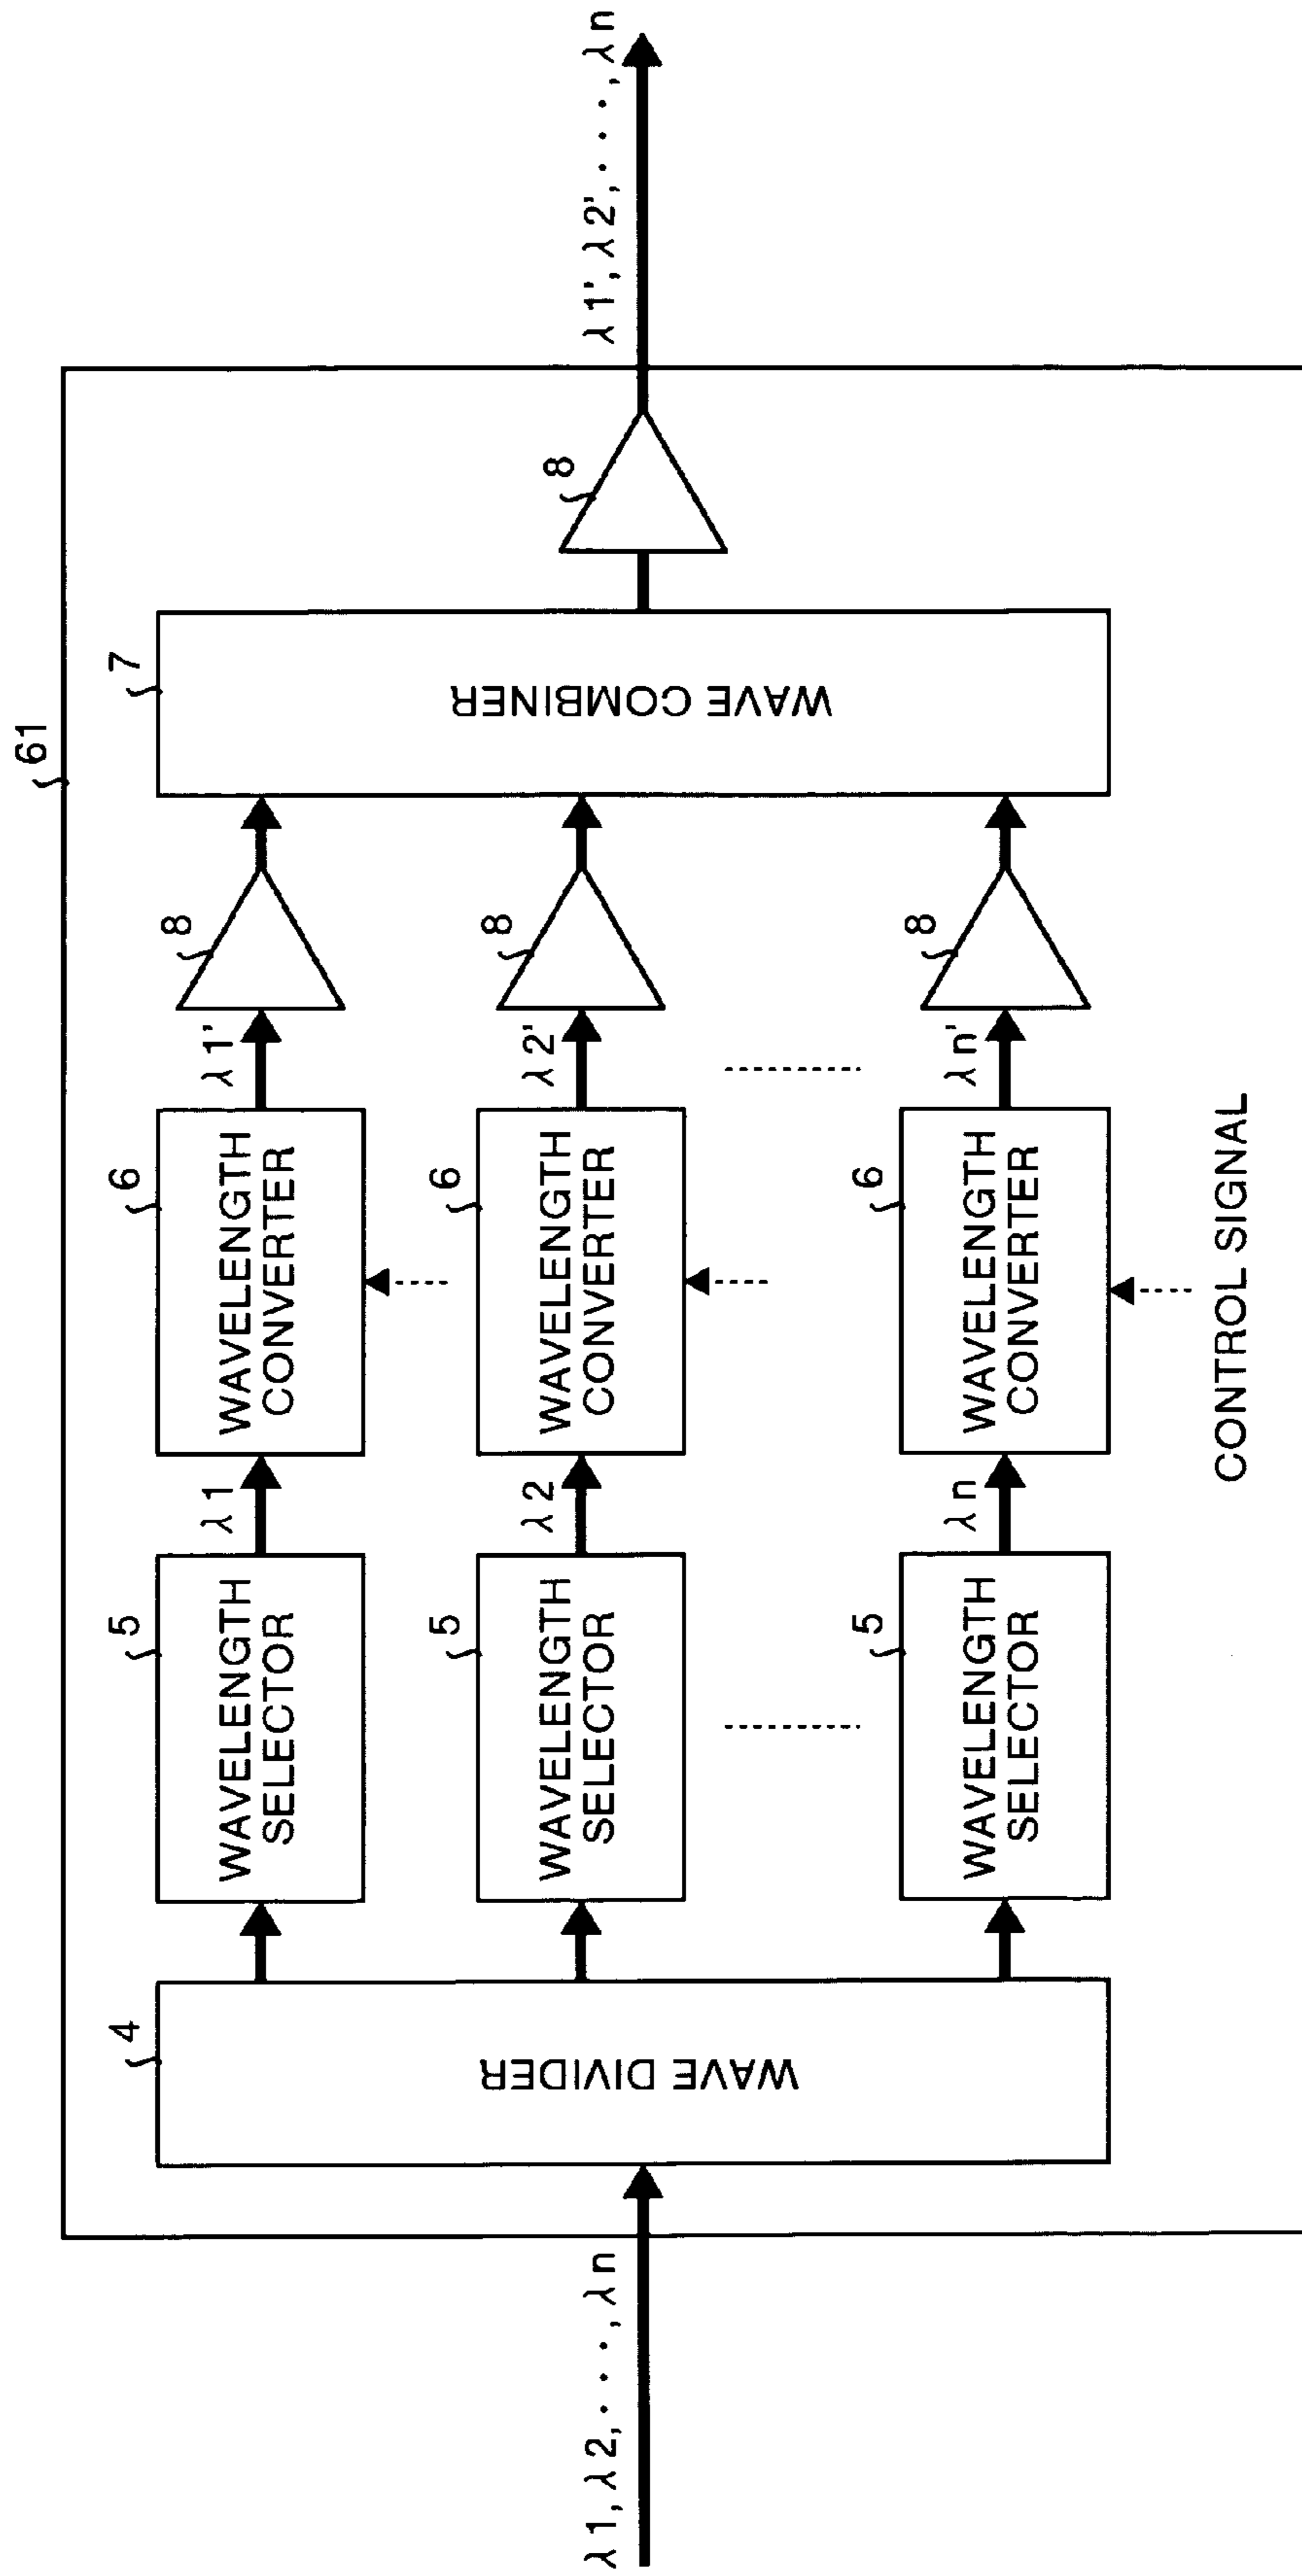 61
λ1, λ2, · · ·, λn
4
WAVE DIVIDER
5
WAVELENGTH
SELECTOR
λ1
6
WAVELENGTH
CONVERTER
λ1'
8
5
WAVELENGTH
SELECTOR
λ2
6
WAVELENGTH
CONVERTER
λ2'
8
5
WAVELENGTH
SELECTOR
λn
6
WAVELENGTH
CONVERTER
λn'
8
CONTROL SIGNAL
7
WAVE COMBINER
8
λ1', λ2', · · ·, λn